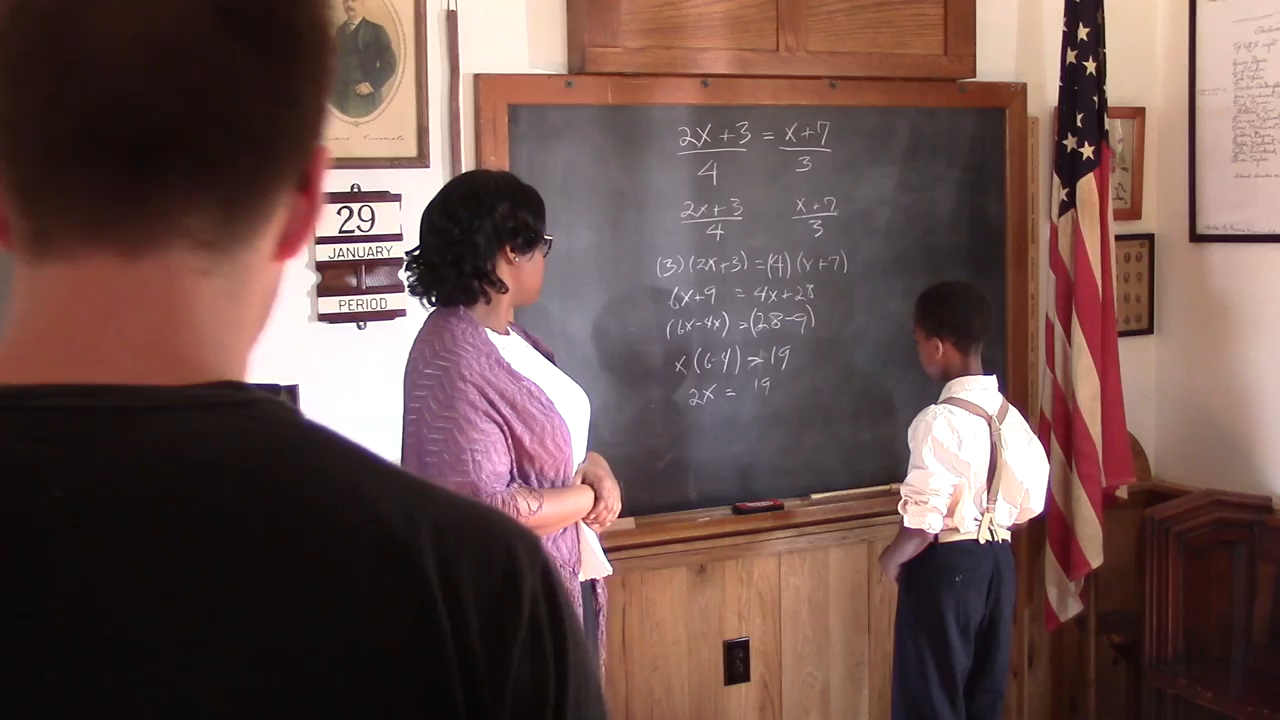 2x+3 = x+7
4 3
2x+3 x+7
4 3
(3)(2x+3)=(4)(x+7)
6x+9 = 4x+28
(6x-4x) =(28-9)
x(6-4) = 19
2x = 19
29
JANUARY
PERIOD